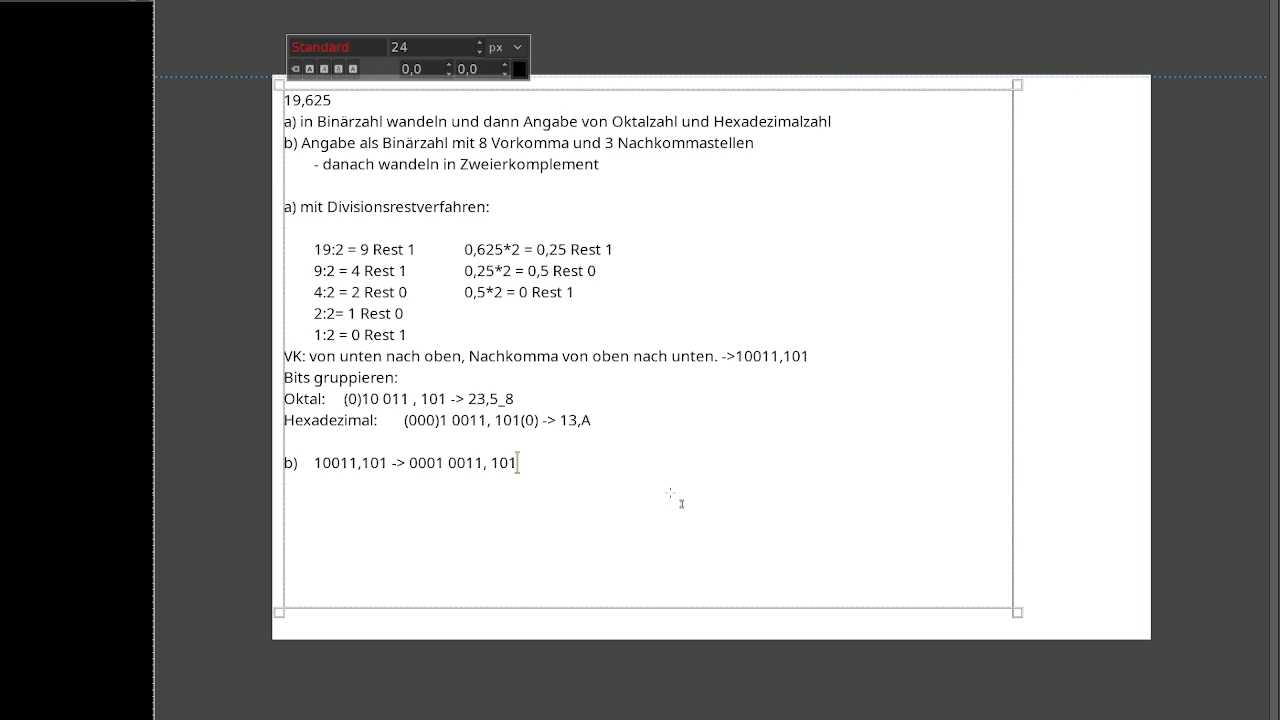 Standard 24 px
0,0 0,0
19,625
a) in Binärzahl wandeln und dann Angabe von Oktalzahl und Hexadezimalzahl
b) Angabe als Binärzahl mit 8 Vorkomma und 3 Nachkommastellen
- danach wandeln in Zweierkomplement
a) mit Divisionsrestverfahren:
19:2 = 9 Rest 1 0,625*2 = 0,25 Rest 1
9:2 = 4 Rest 1 0,25*2 = 0,5 Rest 0
4:2 = 2 Rest 0 0,5*2 = 0 Rest 1
2:2= 1 Rest 0
1:2 = 0 Rest 1
VK: von unten nach oben, Nachkomma von oben nach unten. ->10011,101
Bits gruppieren:
Oktal: (0)10 011 , 101 -> 23,5_8
Hexadezimal: (000)1 0011, 101(0) -> 13,A
b) 10011,101 -> 0001 0011, 101